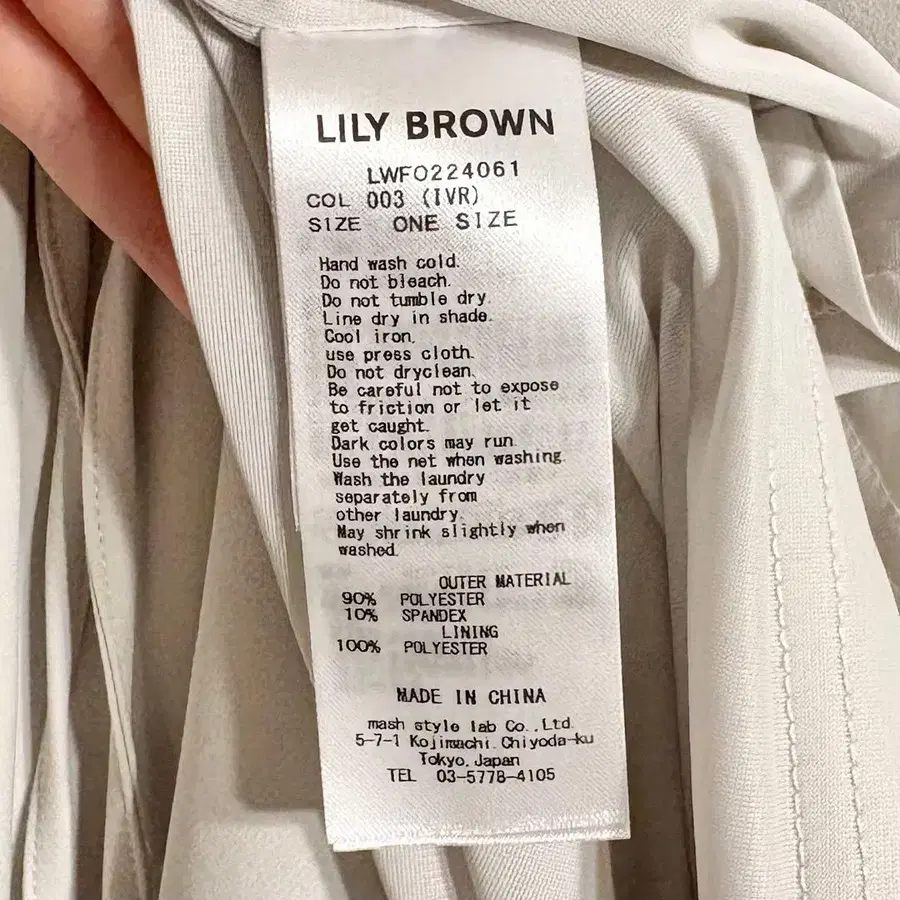 LILY BROWN
LWFO224061
COL 003 (IVR)
SIZE ONE SIZE
Hand wash cold.
Do not bleach.
Do not tumble dry.
Line dry in shade.
Cool iron.
use press cloth.
Do not dryclean.
Be careful not to expose
to friction or let it
get caught.
Dark colors may run.
Use the net when washing.
Wash the laundry
separately from
other laundry.
May shrink slightly when
washed.
OUTER MATERIAL
90% POLYESTER
10% SPANDEX
LINING
100% POLYESTER
MADE IN CHINA
mash style lab Co.,Ltd.
5-7-1 Kojimachi. Chiyoda-ku
Tokyo. Japan
TEL 03-5778-4105